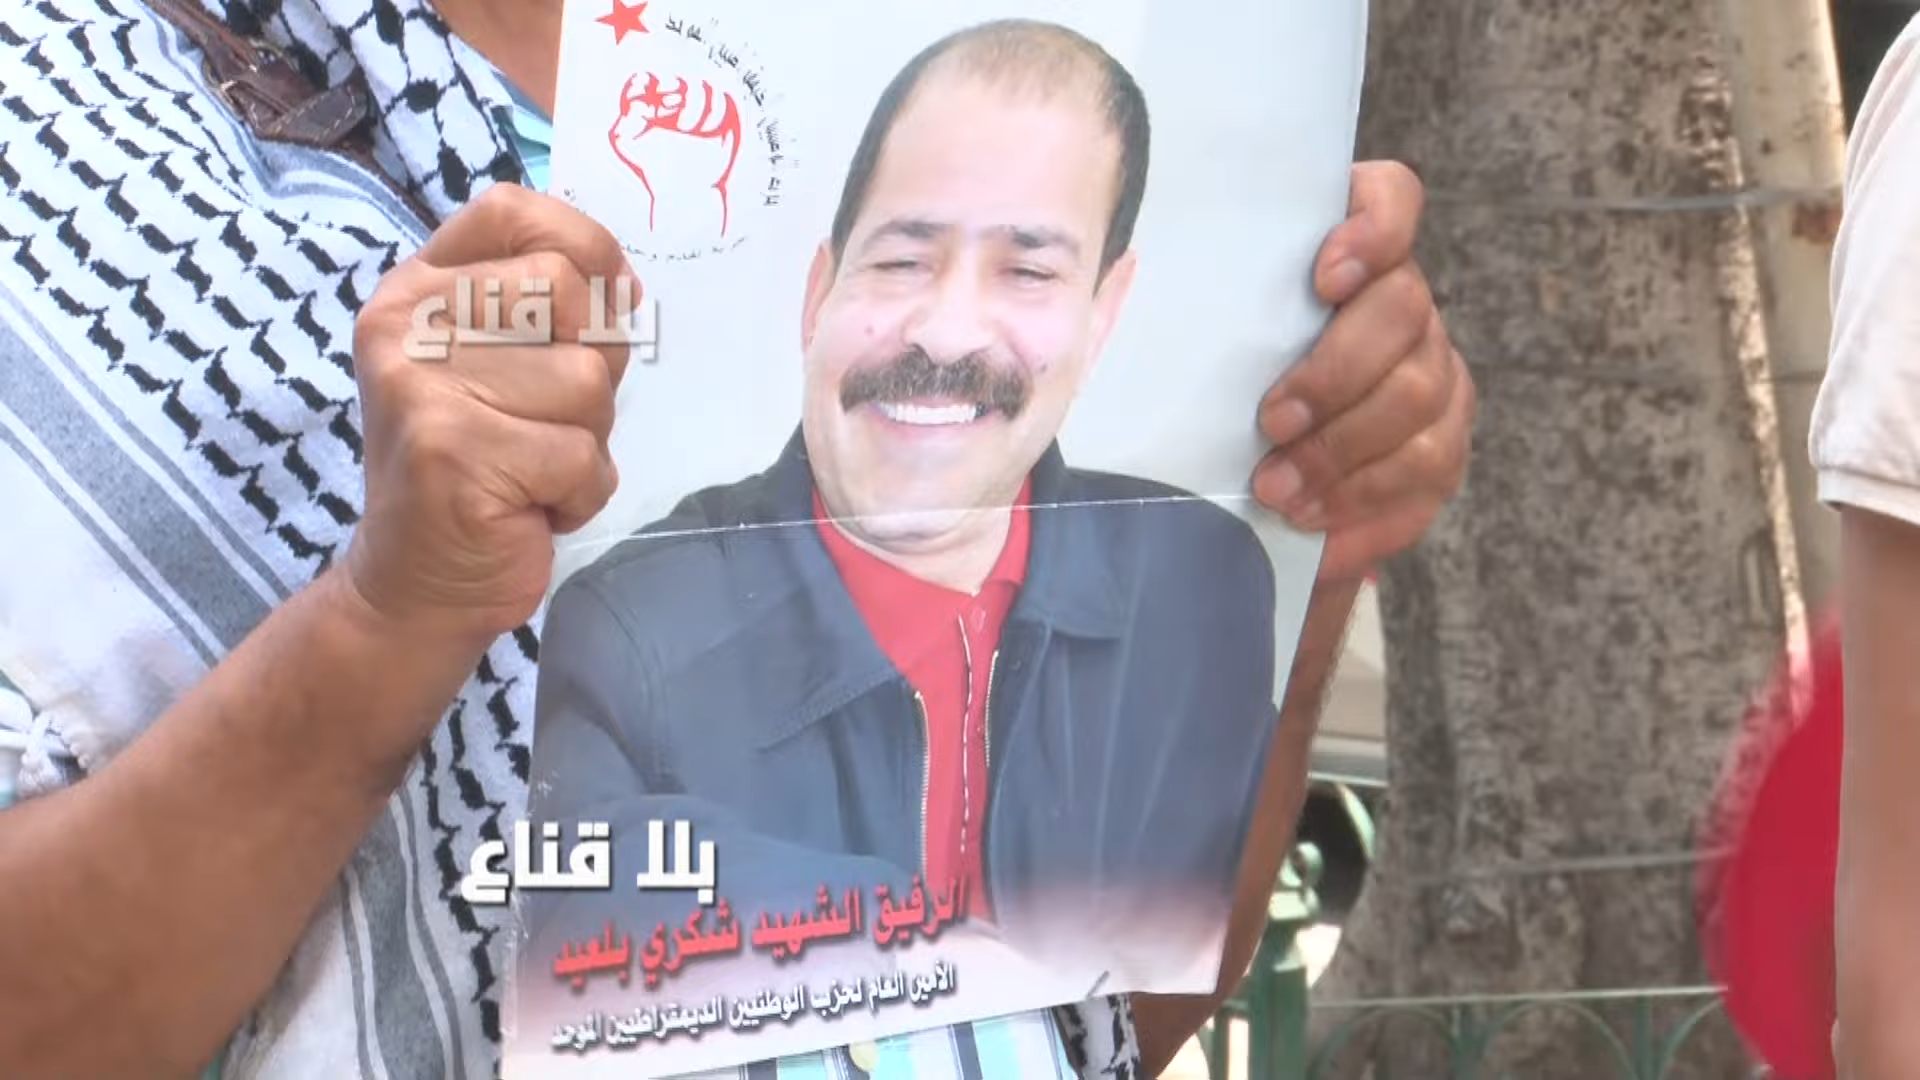 بلا قناع
بلا قناع
الرفيق الشهيد شكري بلعيد
الأمين العام لحزب الوطنيين الديمقراطيين الموحد